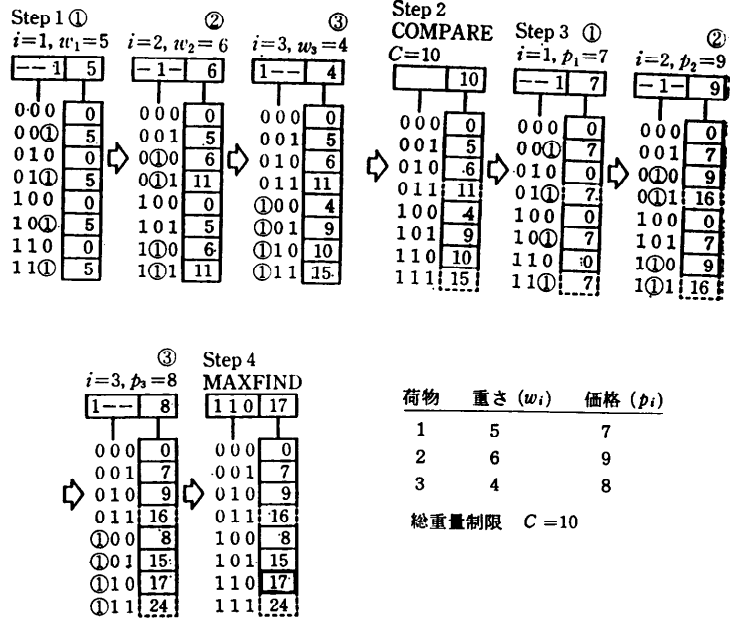 Step 1 ① ② ③
i=1, w₁=5 i=2, w₂=6 i=3, w₃=4
－－1 5 －1－ 6 1－－ 4
000 0 000 0 000 0
00① 5 001 5 001 5
010 0 0①0 6 010 6
01① 5 0①1 11 011 11
100 0 100 0 ①00 4
10① 5 101 5 ①01 9
110 0 1①0 6 ①10 10
11① 5 1①1 11 ①11 15
Step 2
COMPARE
C=10
10
000 0
001 5
010 6
011 11
100 4
101 9
110 10
111 15
Step 3 ① ②
i=1, p₁=7 i=2, p₂=9
－－1 7 －1－ 9
000 0 000 0
00① 7 001 7
010 0 0①0 9
01① 7 0①1 16
100 0 100 0
10① 7 101 7
110 0 1①0 9
11① 7 1①1 16
③
i=3, p₃=8
1－－ 8
000 0
001 7
010 9
011 16
①00 8
①01 15
①10 17
①11 24
Step 4
MAXFIND
110 17
000 0
001 7
010 9
011 16
100 8
101 15
110 17
111 24
荷物 重さ (wi) 価格 (pi)
1 5 7
2 6 9
3 4 8
総重量制限 C=10